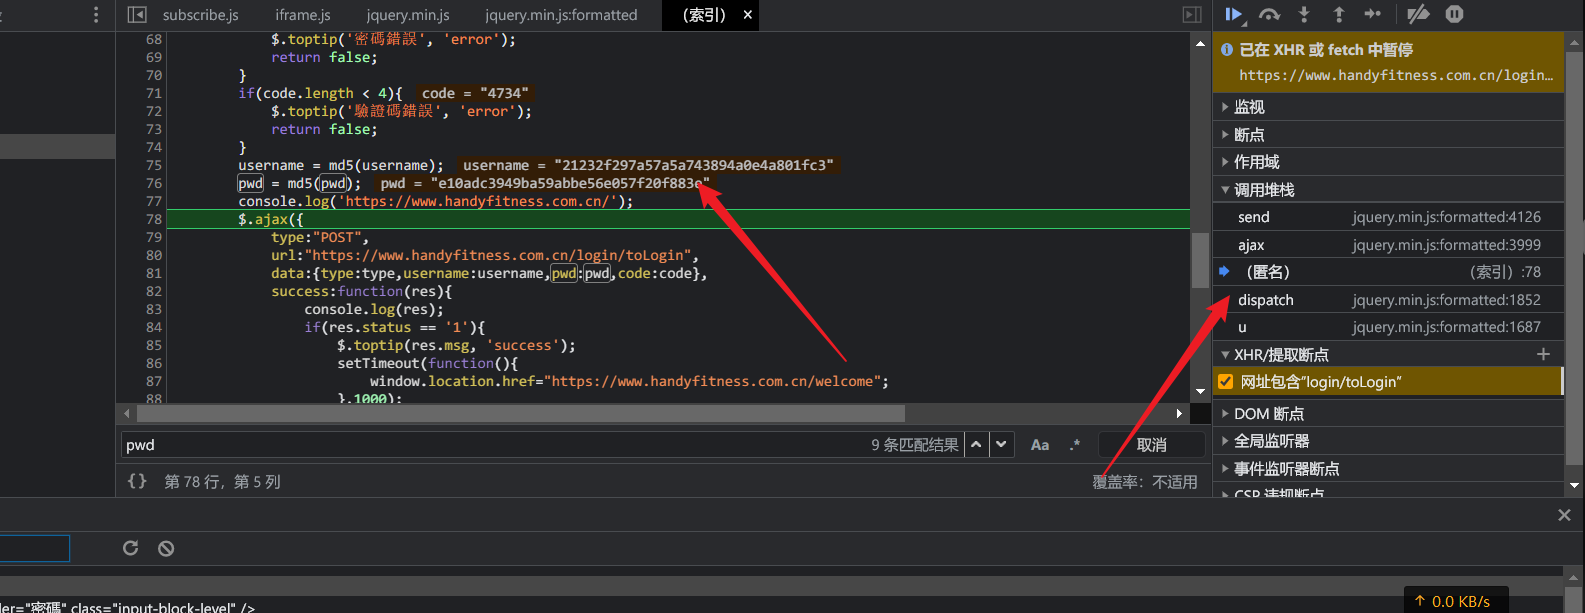 subscribe.js iframe.js jquery.min.js jquery.min.js:formatted (索引) ×
68 $.toptip('密碼錯誤', 'error');
69 return false;
70 }
71 if(code.length < 4){ code = "4734"
72 $.toptip('驗證碼錯誤', 'error');
73 return false;
74 }
75 username = md5(username); username = "21232f297a57a5a743894a0e4a801fc3"
76 pwd = md5(pwd); pwd = "e10adc3949ba59abbe56e057f20f883e"
77 console.log('https://www.handyfitness.com.cn/');
78 $.ajax({
79 type:"POST",
80 url:"https://www.handyfitness.com.cn/login/toLogin",
81 data:{type:type,username:username,pwd:pwd,code:code},
82 success:function(res){
83 console.log(res);
84 if(res.status == '1'){
85 $.toptip(res.msg, 'success');
86 setTimeout(function(){
87 window.location.href="https://www.handyfitness.com.cn/welcome";
88 },1000);
pwd 9 条匹配结果 Aa .* 取消
{} 第 78 行，第 5 列 覆盖率：不适用
已在 XHR 或 fetch 中暂停
https://www.handyfitness.com.cn/login…
监视
断点
作用域
调用堆栈
send jquery.min.js:formatted:4126
ajax jquery.min.js:formatted:3999
(匿名) (索引) :78
dispatch jquery.min.js:formatted:1852
u jquery.min.js:formatted:1687
XHR/提取断点 +
网址包含"login/toLogin"
DOM 断点
全局监听器
事件监听器断点
CSP 违规断点
der="密碼" class="input-block-level" />
↑ 0.0 KB/s